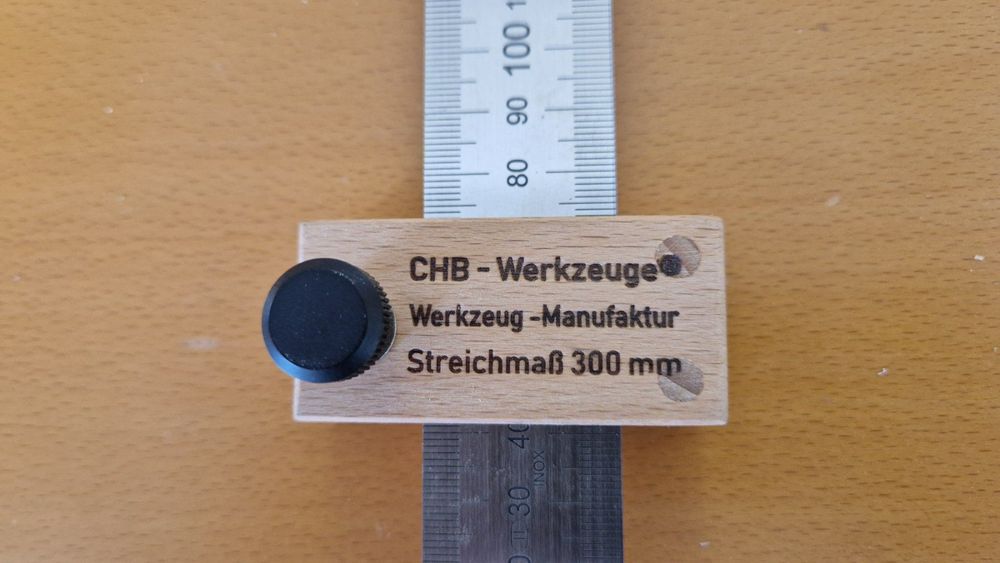 100
90
80
CHB - Werkzeuge®
Werkzeug -Manufaktur
Streichmaß 300 mm
40
INOX
30